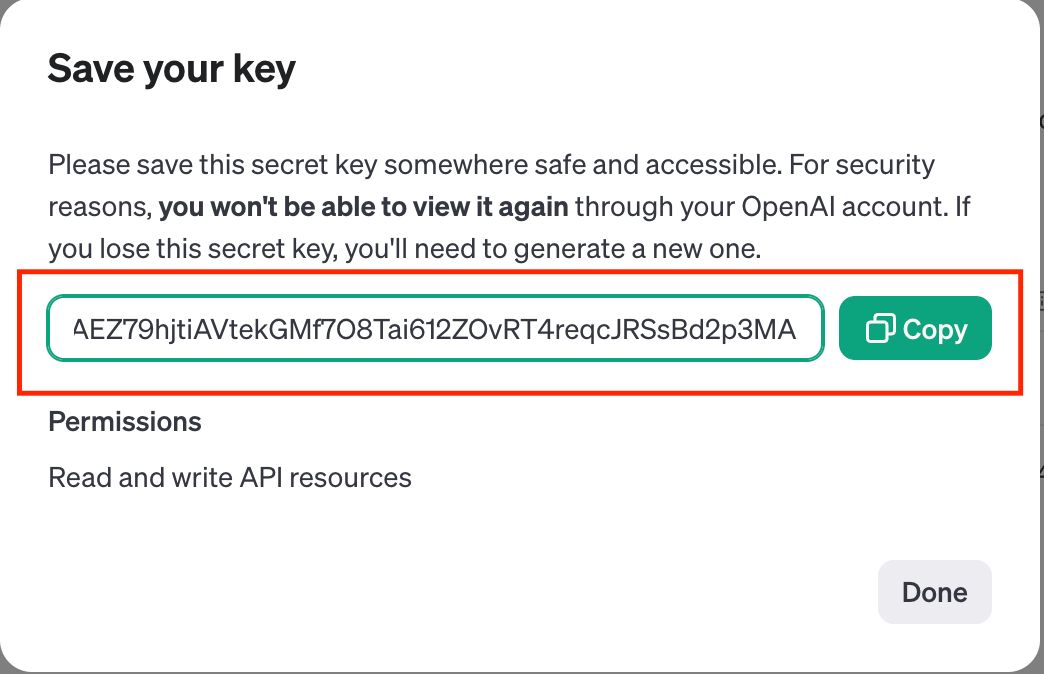 Save your key
Please save this secret key somewhere safe and accessible. For security
reasons, you won't be able to view it again through your OpenAI account. If
you lose this secret key, you'll need to generate a new one.
AEZ79hjtiAVtekGMf7O8Tai612ZOvRT4reqcJRSsBd2p3MA
Copy
Permissions
Read and write API resources
Done